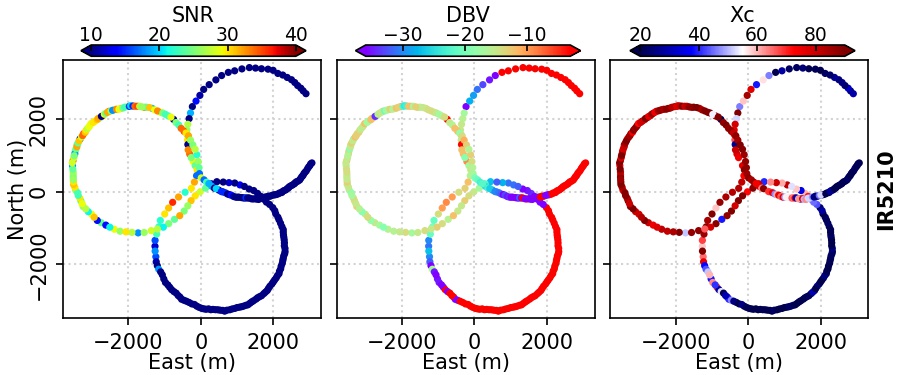 SNR DBV Xc
10 20 30 40 −30 −20 −10 20 40 60 80
2000
0
−2000
North (m)
−2000 0 2000 −2000 0 2000 −2000 0 2000
East (m) East (m) East (m)
IR5210